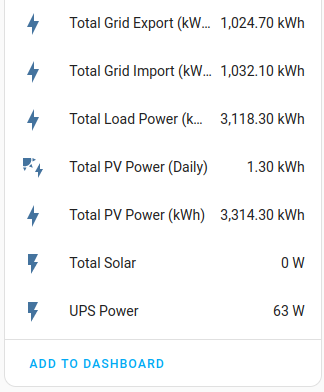 Total Grid Export (kW… 1,024.70 kWh
Total Grid Import (kW… 1,032.10 kWh
Total Load Power (k… 3,118.30 kWh
Total PV Power (Daily) 1.30 kWh
Total PV Power (kWh) 3,314.30 kWh
Total Solar 0 W
UPS Power 63 W
ADD TO DASHBOARD